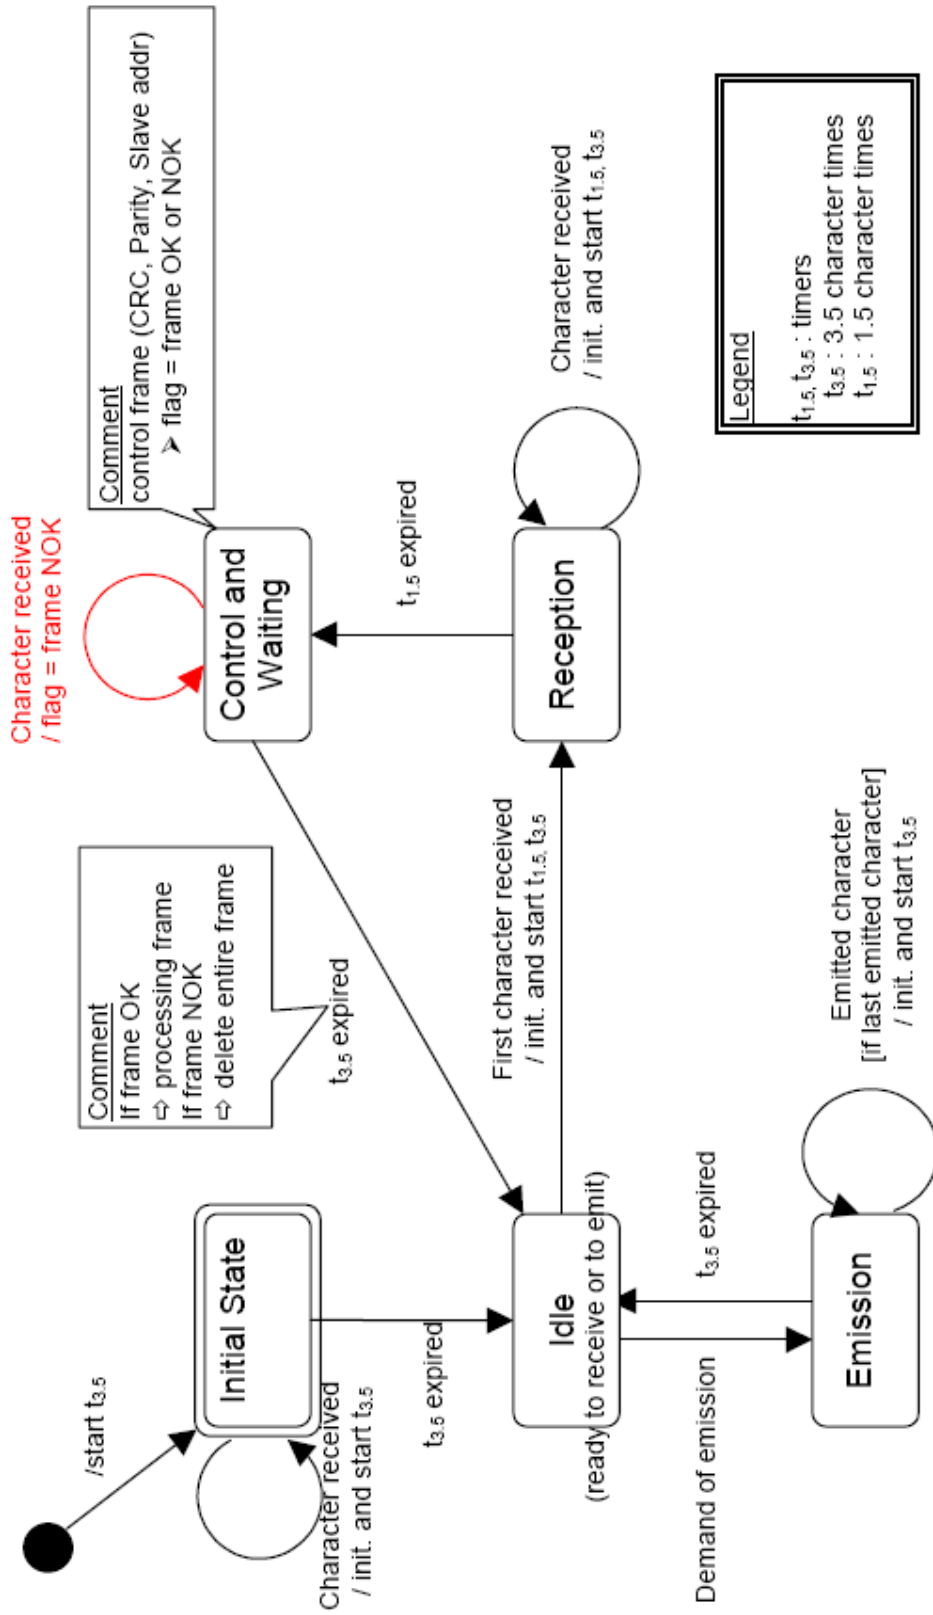 /start t3.5
Initial State
Character received
/ init. and start t3.5
t3.5 expired
Comment
If frame OK
⇨ processing frame
If frame NOK
⇨ delete entire frame
t3.5 expired
Character received
/ flag = frame NOK
Control and
Waiting
Comment
control frame (CRC, Parity, Slave addr)
➢ flag = frame OK or NOK
t1.5 expired
Idle
(ready to receive or to emit)
First character received
/ init. and start t1.5, t3.5
Reception
Character received
/ init. and start t1.5, t3.5
Demand of emission
t3.5 expired
Emission
Emitted character
[if last emitted character]
/ init. and start t3.5
Legend
t1.5, t3.5 : timers
t3.5 : 3.5 character times
t1.5 : 1.5 character times